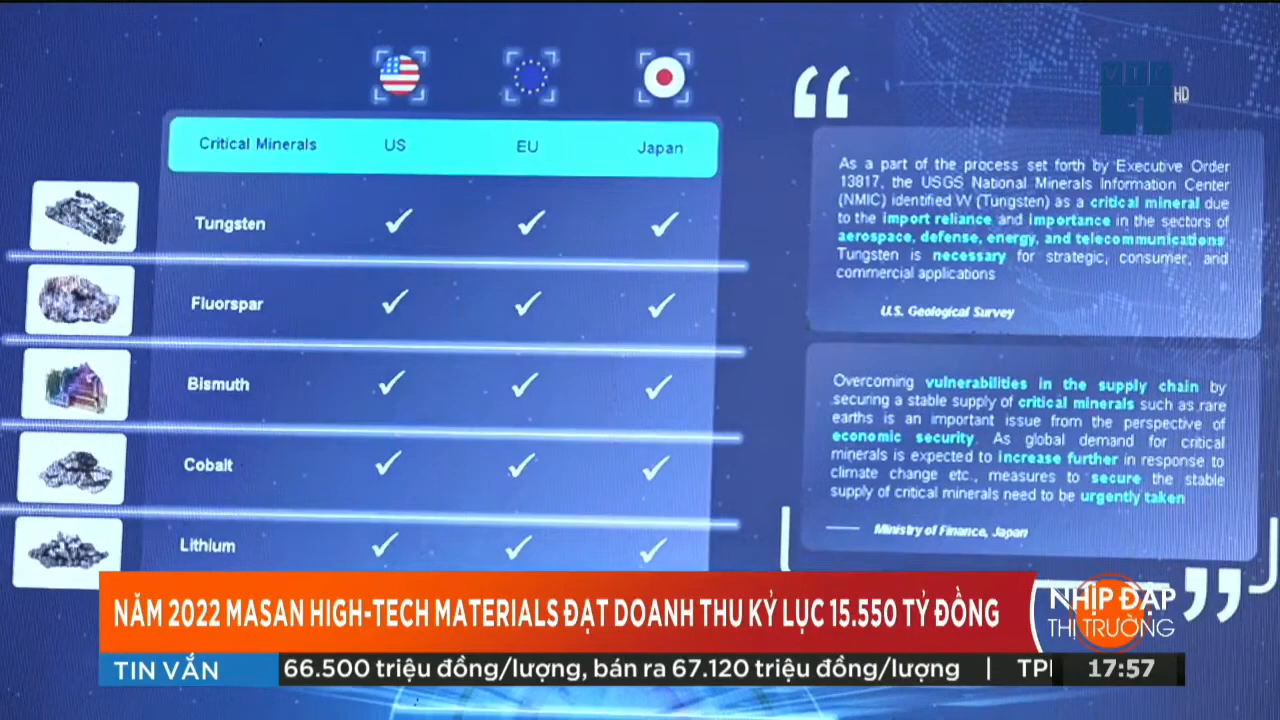 VTC
1
HD
Critical Minerals US EU Japan
Tungsten ✓ ✓ ✓
Fluorspar ✓ ✓ ✓
Bismuth ✓ ✓ ✓
Cobalt ✓ ✓ ✓
Lithium ✓ ✓ ✓
“
As a part of the process set forth by Executive Order
13817, the USGS National Minerals Information Center
(NMIC) identified W (Tungsten) as a critical mineral due
to the import reliance and importance in the sectors of
aerospace, defense, energy, and telecommunications
Tungsten is necessary for strategic, consumer, and
commercial applications
U.S. Geological Survey
Overcoming vulnerabilities in the supply chain by
securing a stable supply of critical minerals such as rare
earths is an important issue from the perspective of
economic security. As global demand for critical
minerals is expected to increase further in response to
climate change etc., measures to secure the stable
supply of critical minerals need to be urgently taken
Ministry of Finance, Japan
”
NĂM 2022 MASAN HIGH-TECH MATERIALS ĐẠT DOANH THU KỶ LỤC 15.550 TỶ ĐỒNG
NHỊP ĐẬP
THỊ TRƯỜNG
TIN VẮN 66.500 triệu đồng/lượng, bán ra 67.120 triệu đồng/lượng | TP 17:57